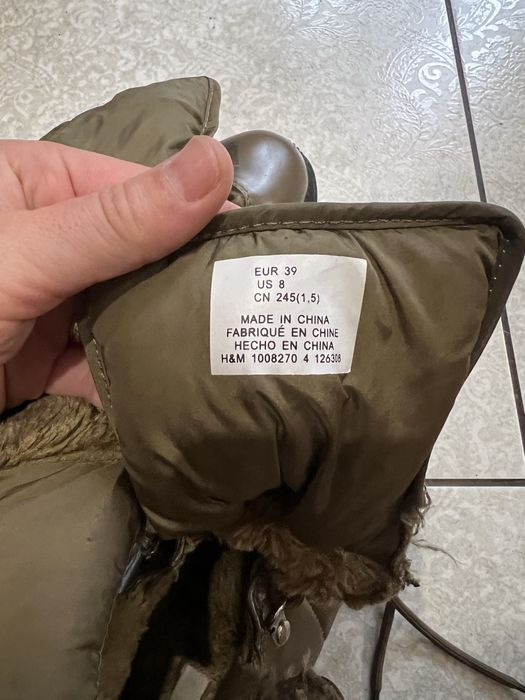 EUR 39
US 8
CN 245(1,5)
MADE IN CHINA
FABRIQUÉ EN CHINE
HECHO EN CHINA
H&M 1008270 4 126308